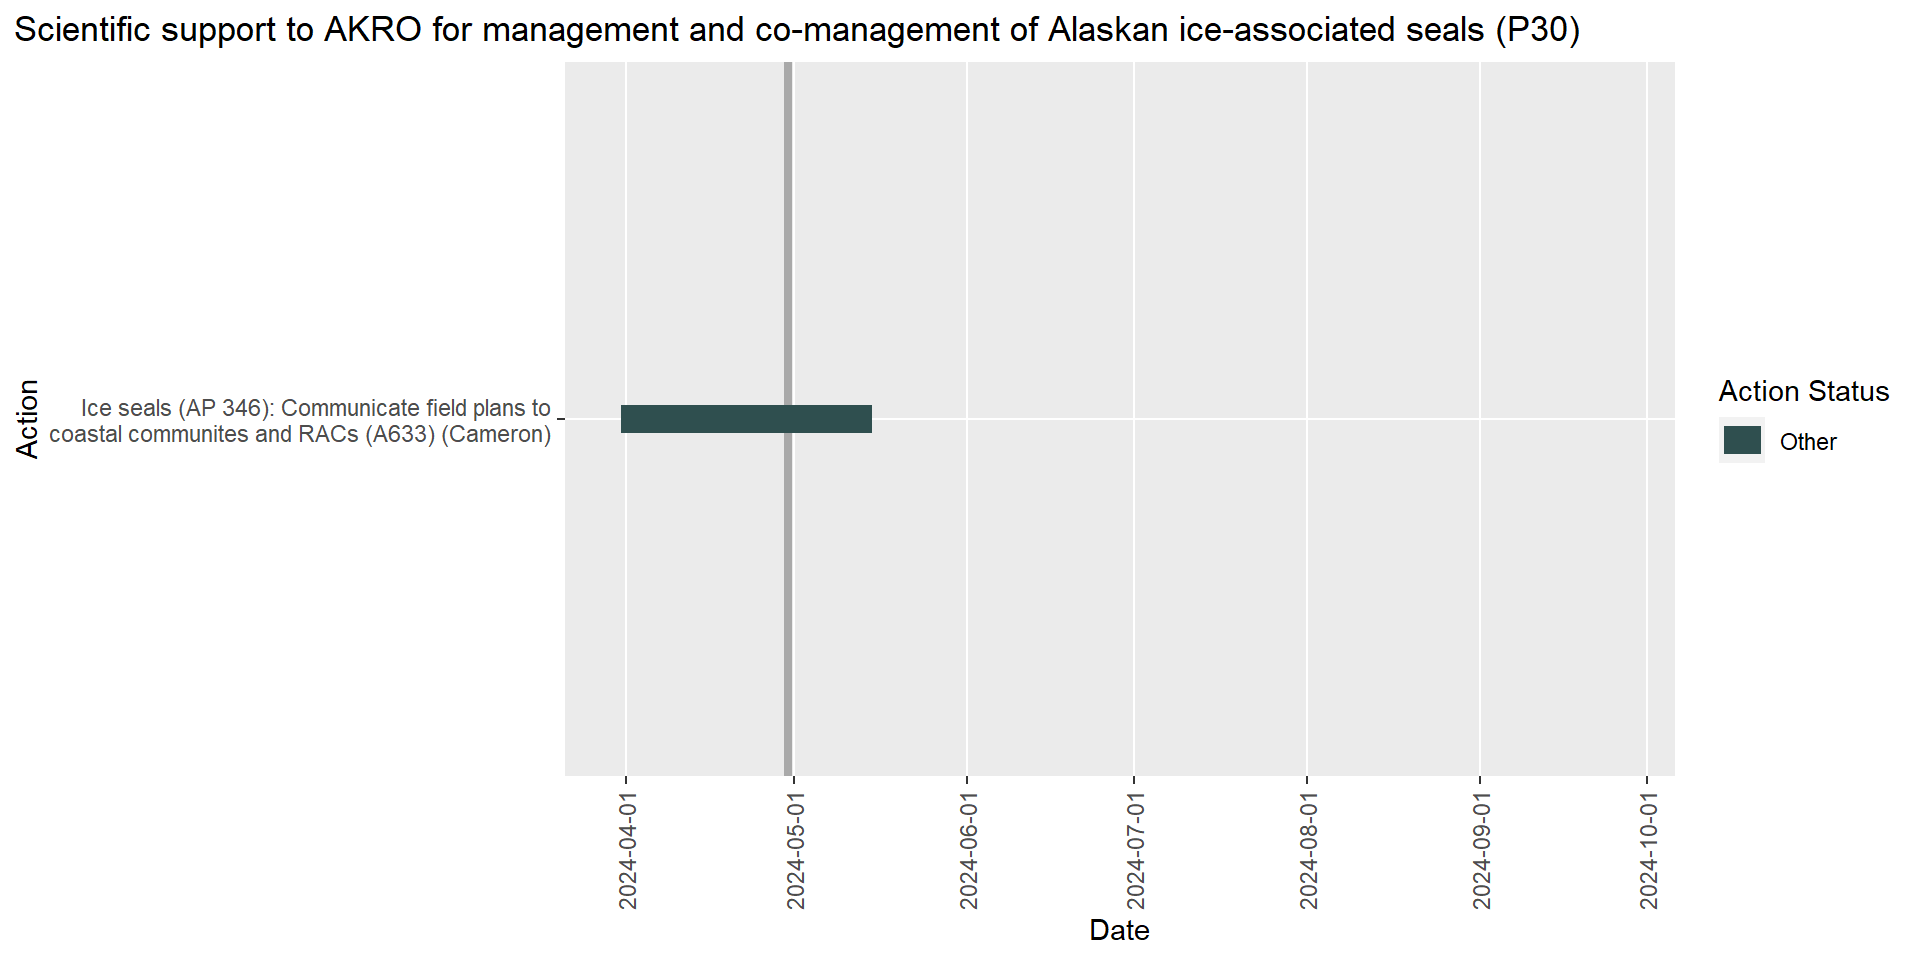 Scientific support to AKRO for management and co-management of Alaskan ice-associated seals (P30)
Action
Ice seals (AP 346): Communicate field plans to
coastal communites and RACs (A633) (Cameron)
Action Status
Other
2024-04-01
2024-05-01
2024-06-01
2024-07-01
2024-08-01
2024-09-01
2024-10-01
Date